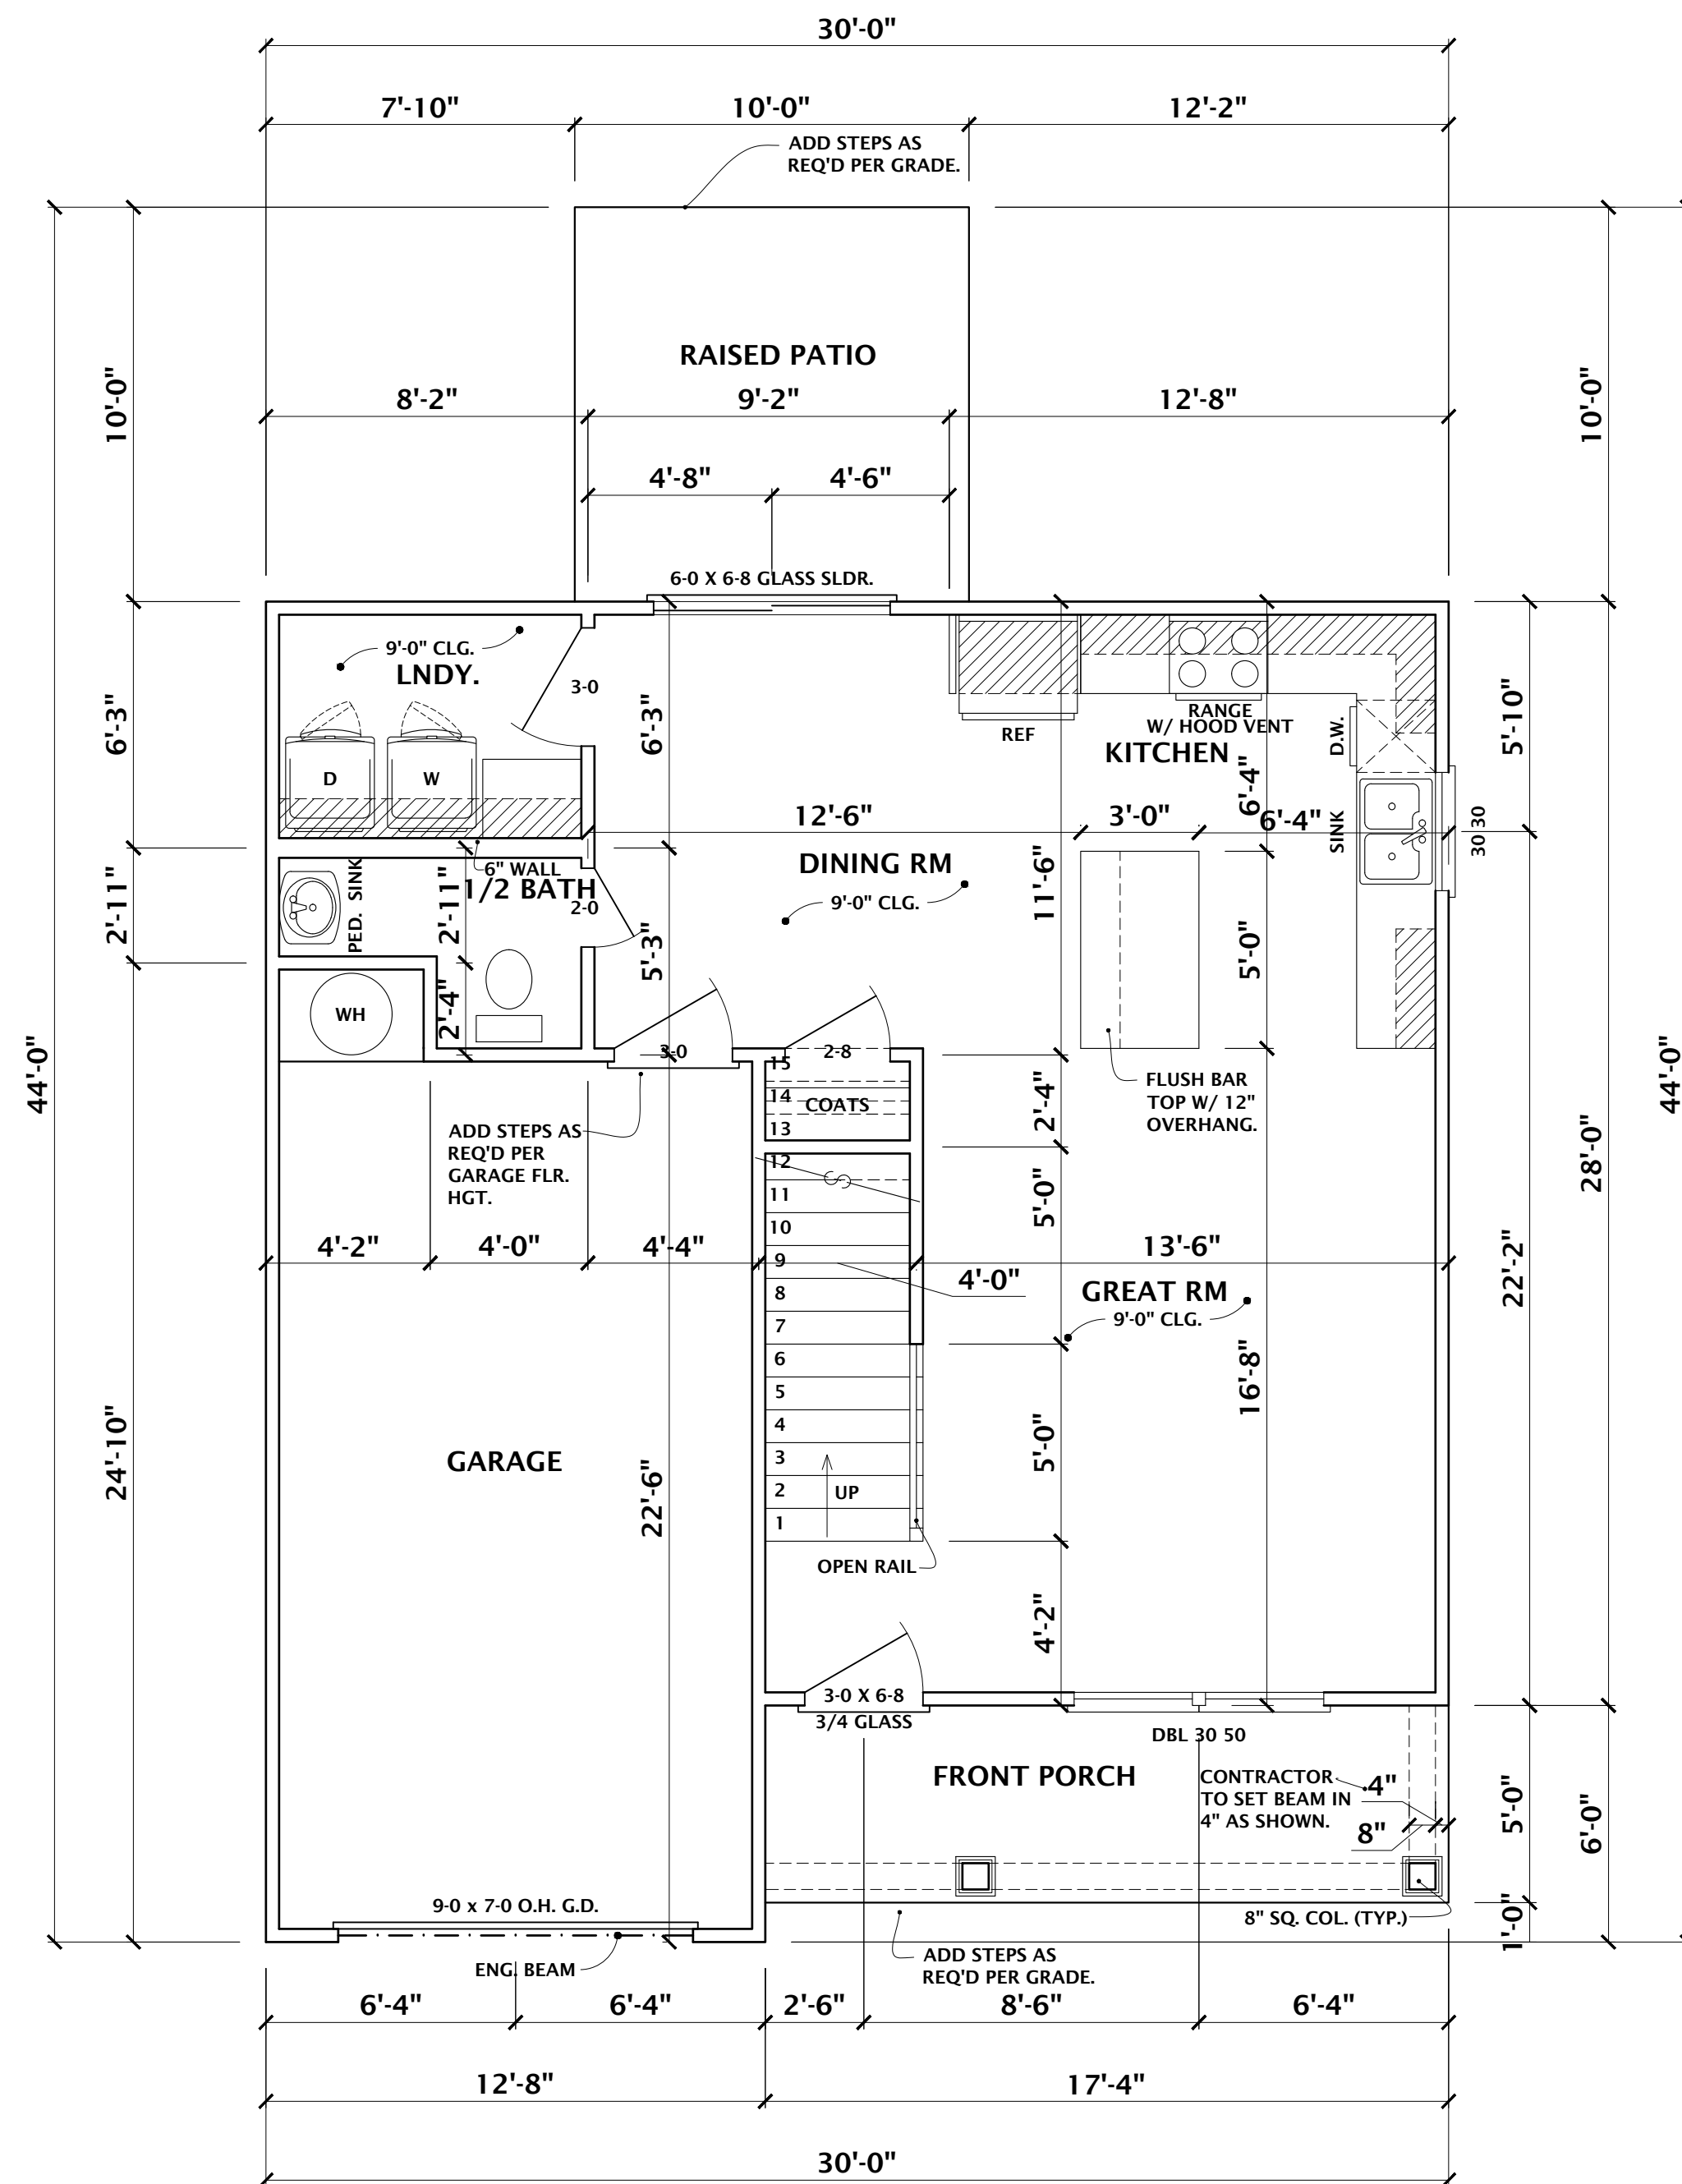 30'-0"
7'-10"
10'-0"
12'-2"
ADD STEPS AS
REQ'D PER GRADE.
RAISED PATIO
8'-2"
9'-2"
12'-8"
4'-8"
4'-6"
10'-0"
10'-0"
6-0 X 6-8 GLASS SLDR.
9'-0" CLG.
LNDY.
3-0
D
W
6'-3"
6'-3"
REF
RANGE
W/ HOOD VENT
KITCHEN
D.W.
SINK
30 30
5'-10"
6'-4"
12'-6"
3'-0"
6'-4"
DINING RM
9'-0" CLG.
11'-6"
6" WALL
1/2 BATH
2-0
PED. SINK
2'-11"
2'-11"
2'-4"
5'-3"
5'-0"
WH
3-0
2-8
44'-0"
44'-0"
28'-0"
FLUSH BAR
TOP W/ 12"
OVERHANG.
15
14
COATS
13
12
11
10
9
8
7
6
5
4
3
2
1
UP
2'-4"
5'-0"
ADD STEPS AS
REQ'D PER
GARAGE FLR.
HGT.
4'-2"
4'-0"
4'-4"
4'-0"
13'-6"
GREAT RM
9'-0" CLG.
22'-2"
16'-8"
24'-10"
GARAGE
22'-6"
5'-0"
OPEN RAIL
4'-2"
3-0 X 6-8
3/4 GLASS
DBL 30 50
FRONT PORCH
CONTRACTOR
TO SET BEAM IN
4" AS SHOWN.
4"
8"
5'-0"
6'-0"
1'-0"
9-0 x 7-0 O.H. G.D.
8" SQ. COL. (TYP.)
ENG. BEAM
ADD STEPS AS
REQ'D PER GRADE.
6'-4"
6'-4"
2'-6"
8'-6"
6'-4"
12'-8"
17'-4"
30'-0"